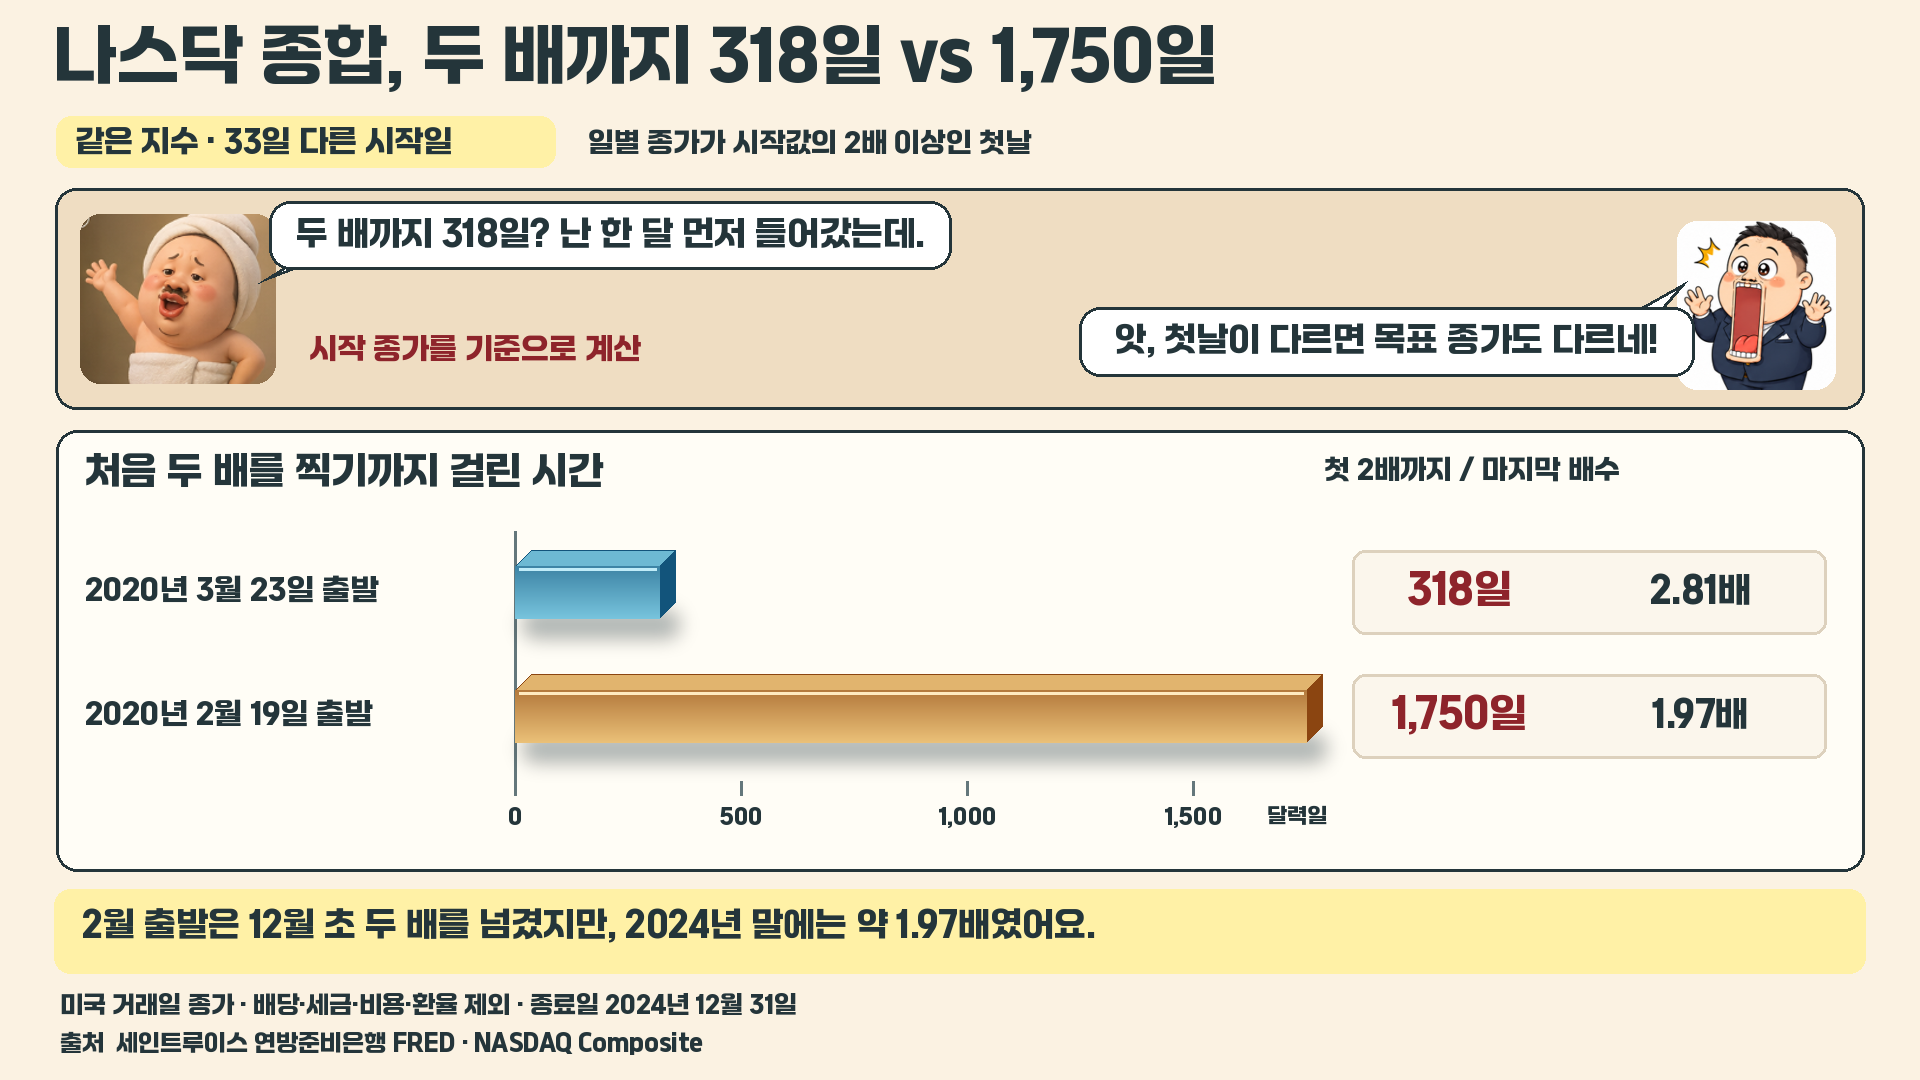 나스닥 종합, 두 배까지 318일 vs 1,750일
같은 지수 · 33일 다른 시작일
일별 종가가 시작값의 2배 이상인 첫날
두 배까지 318일? 난 한 달 먼저 들어갔는데.
시작 종가를 기준으로 계산
앗, 첫날이 다르면 목표 종가도 다르네!
처음 두 배를 찍기까지 걸린 시간
첫 2배까지 / 마지막 배수
2020년 3월 23일 출발
318일
2.81배
2020년 2월 19일 출발
1,750일
1.97배
0
500
1,000
1,500
달력일
2월 출발은 12월 초 두 배를 넘겼지만, 2024년 말에는 약 1.97배였어요.
미국 거래일 종가 · 배당·세금·비용·환율 제외 · 종료일 2024년 12월 31일
출처 세인트루이스 연방준비은행 FRED · NASDAQ Composite